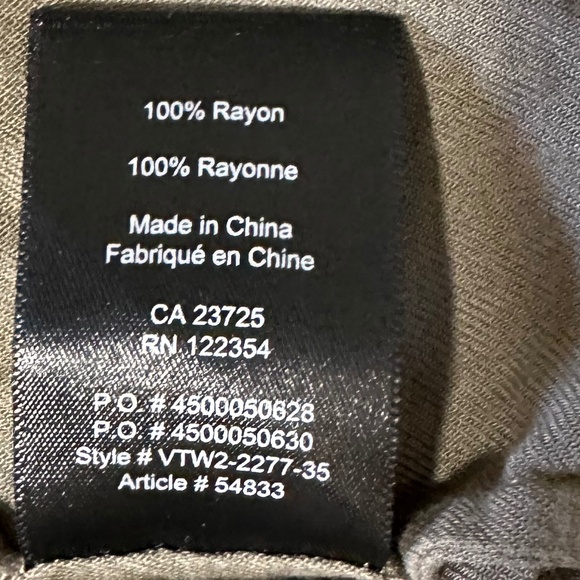 100% Rayon
100% Rayonne
Made in China
Fabriqué en Chine
CA 23725
RN 122354
P.O. # 4500050628
P.O. # 4500050630
Style # VTW2-2277-35
Article # 54833